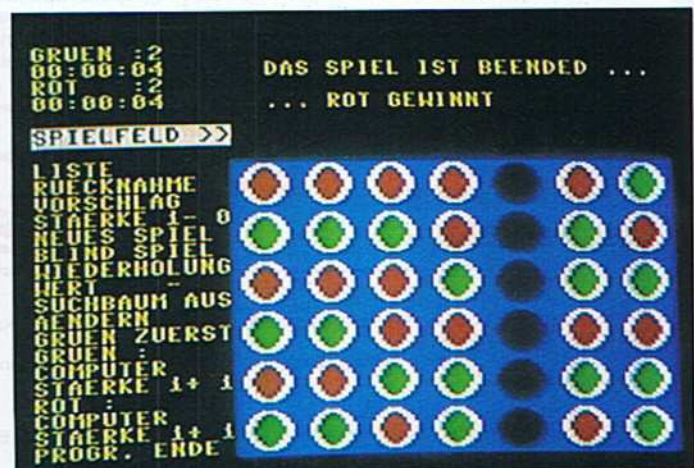 GRUEN :2
00:00:04
ROT :2
00:00:04
DAS SPIEL IST BEENDED ...
... ROT GEWINNT
SPIELFELD >>
LISTE
RUECKNAHME
VORSCHLAG
STAERKE i- 0
NEUES SPIEL
BLIND SPIEL
WIEDERHOLUNG
WERT -
SUCHBAUM AUS
AENDERN
GRUEN ZUERST
GRUEN :
COMPUTER
STAERKE i+ i
ROT :
COMPUTER
STAERKE i+ i
PROGR. ENDE